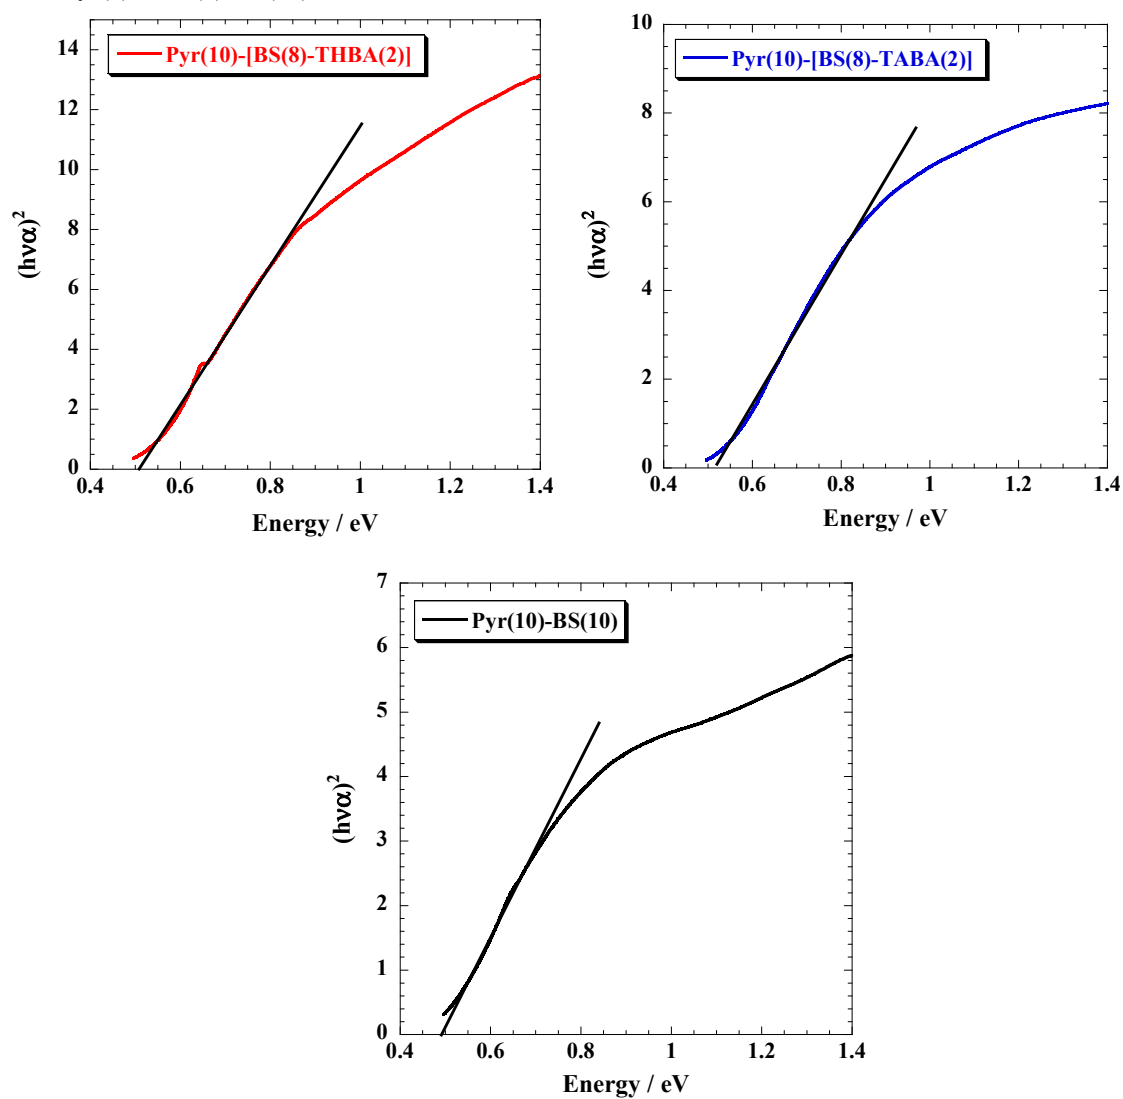 Pyr(10)-[BS(8)-THBA(2)]
(hνα)²
14
12
10
8
6
4
2
0
0.4 0.6 0.8 1 1.2 1.4
Energy / eV
Pyr(10)-[BS(8)-TABA(2)]
(hνα)²
10
8
6
4
2
0
0.4 0.6 0.8 1 1.2 1.4
Energy / eV
Pyr(10)-BS(10)
(hνα)²
7
6
5
4
3
2
1
0
0.4 0.6 0.8 1 1.2 1.4
Energy / eV